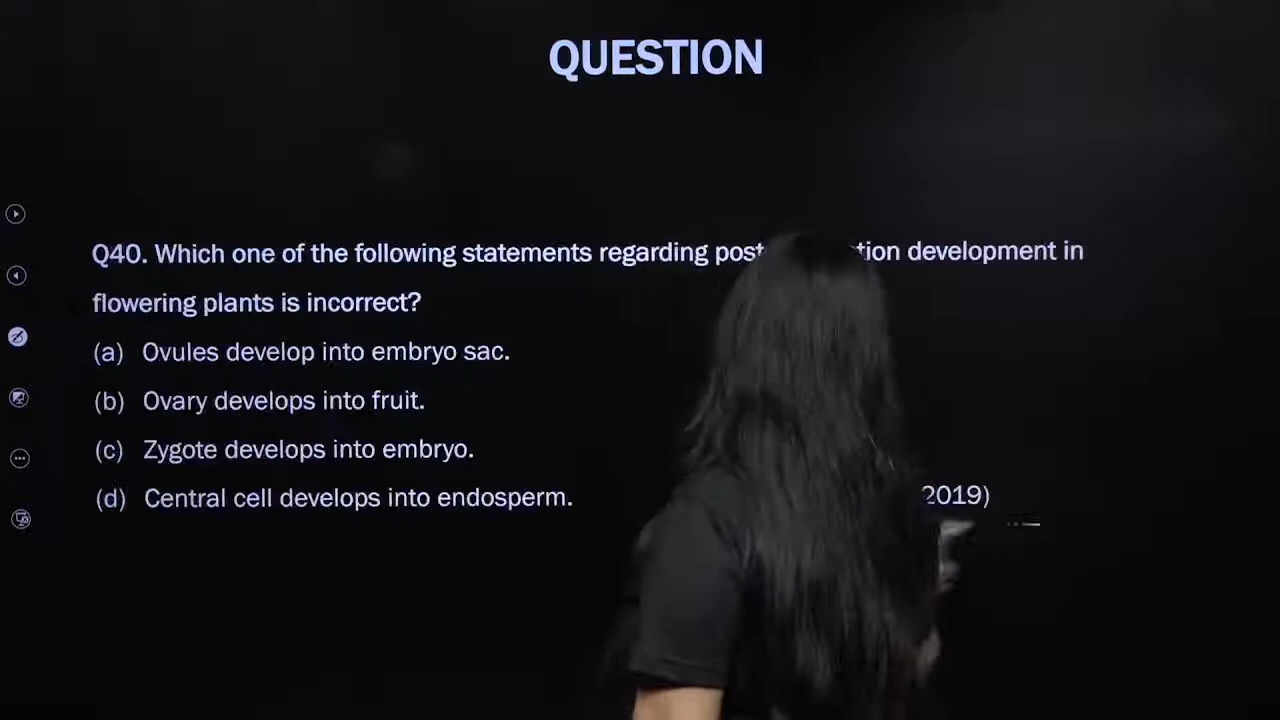 QUESTION
Q40. Which one of the following statements regarding post tion development in
flowering plants is incorrect?
(a) Ovules develop into embryo sac.
(b) Ovary develops into fruit.
(c) Zygote develops into embryo.
(d) Central cell develops into endosperm. 2019)